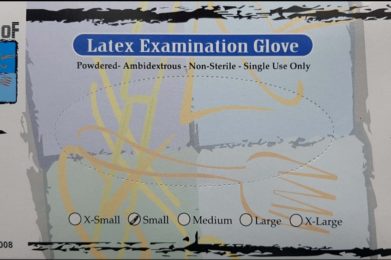 of
Latex Examination Glove
Powdered- Ambidextrous - Non-Sterile - Single Use Only
X-Small Small Medium Large X-Large
008